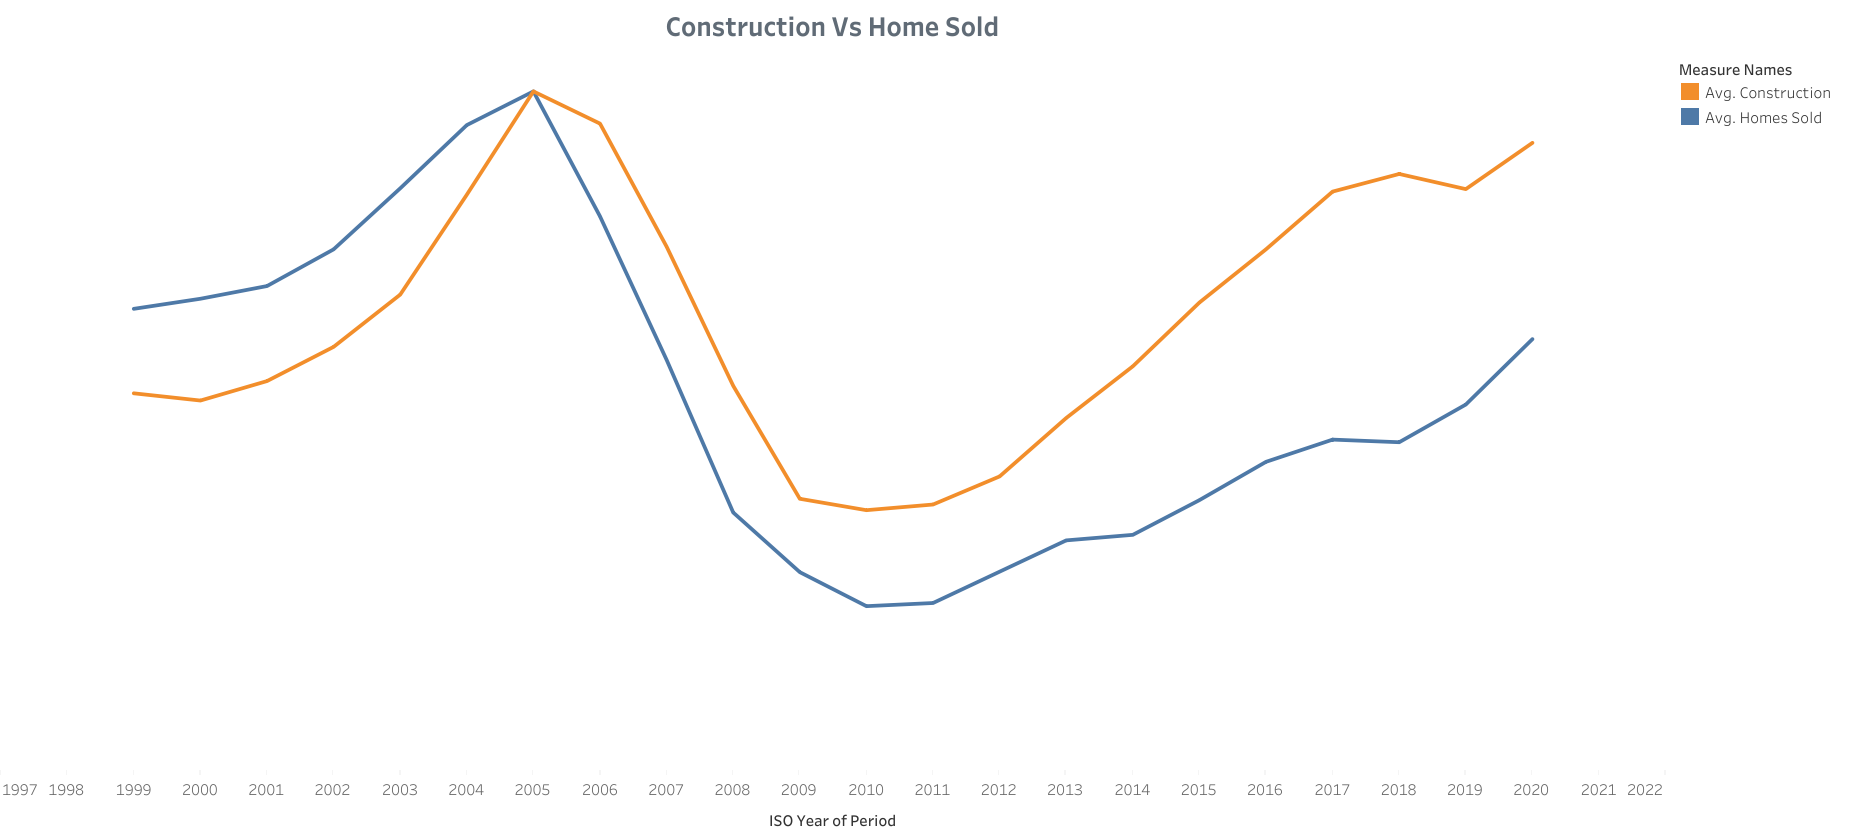 Construction Vs Home Sold
Measure Names
Avg. Construction
Avg. Homes Sold
1997 1998 1999 2000 2001 2002 2003 2004 2005 2006 2007 2008 2009 2010 2011 2012 2013 2014 2015 2016 2017 2018 2019 2020 2021 2022
ISO Year of Period